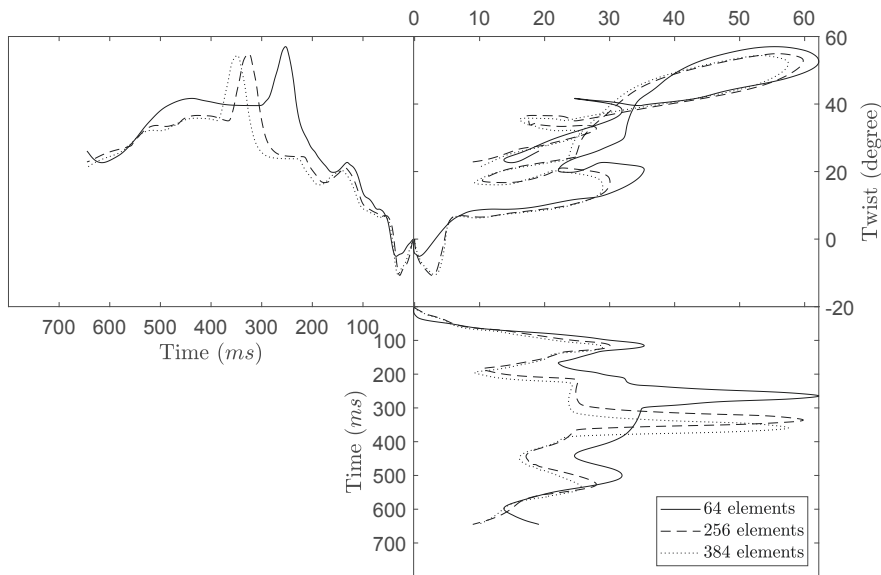 0 10 20 30 40 50 60
60
40
20
0
-20
Twist (degree)
700 600 500 400 300 200 100
Time (ms)
100
200
300
400
500
600
700
Time (ms)
64 elements
256 elements
384 elements